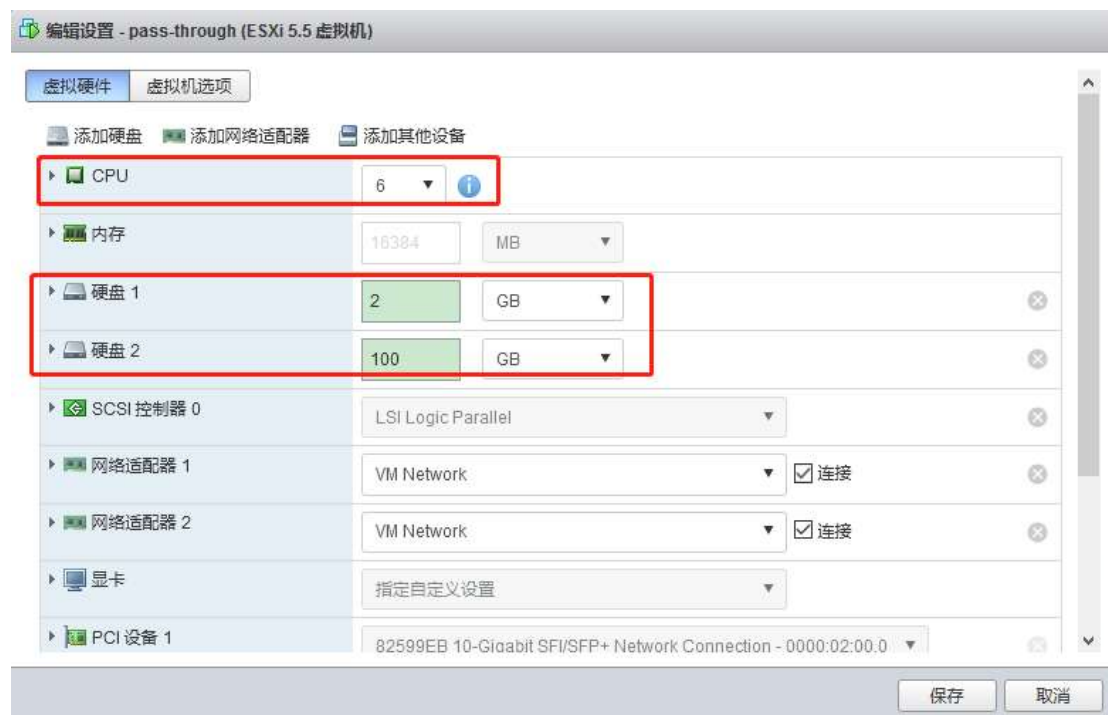 编辑设置 - pass-through (ESXi 5.5 虚拟机)
虚拟硬件 虚拟机选项
添加硬盘 添加网络适配器 添加其他设备
CPU 6
内存 16384 MB
硬盘 1 2 GB
硬盘 2 100 GB
SCSI 控制器 0 LSI Logic Parallel
网络适配器 1 VM Network 连接
网络适配器 2 VM Network 连接
显卡 指定自定义设置
PCI 设备 1 82599EB 10-Gigabit SFI/SFP+ Network Connection - 0000:02:00.0
保存 取消